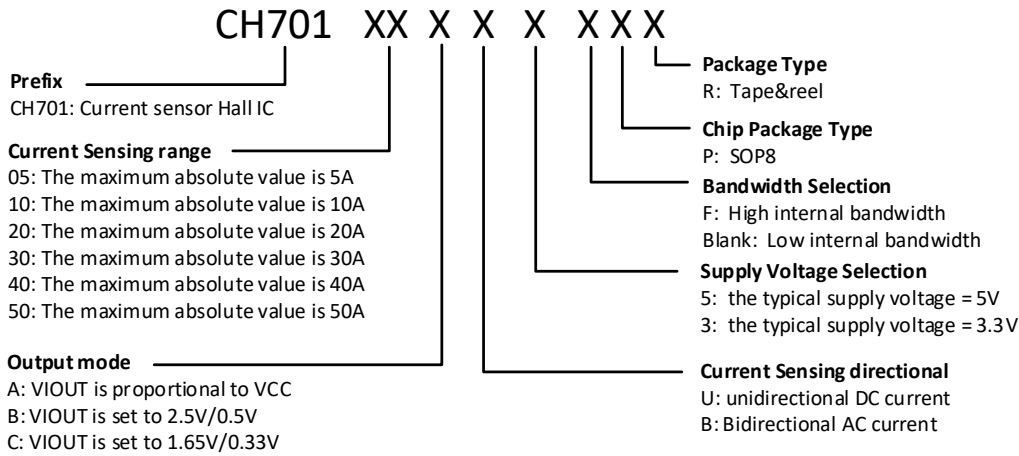 CH701 XX X X X X X X
Prefix
CH701: Current sensor Hall IC
Current Sensing range
05: The maximum absolute value is 5A
10: The maximum absolute value is 10A
20: The maximum absolute value is 20A
30: The maximum absolute value is 30A
40: The maximum absolute value is 40A
50: The maximum absolute value is 50A
Output mode
A: VIOUT is proportional to VCC
B: VIOUT is set to 2.5V/0.5V
C: VIOUT is set to 1.65V/0.33V
Package Type
R: Tape&reel
Chip Package Type
P: SOP8
Bandwidth Selection
F: High internal bandwidth
Blank: Low internal bandwidth
Supply Voltage Selection
5: the typical supply voltage = 5V
3: the typical supply voltage = 3.3V
Current Sensing directional
U: unidirectional DC current
B: Bidirectional AC current